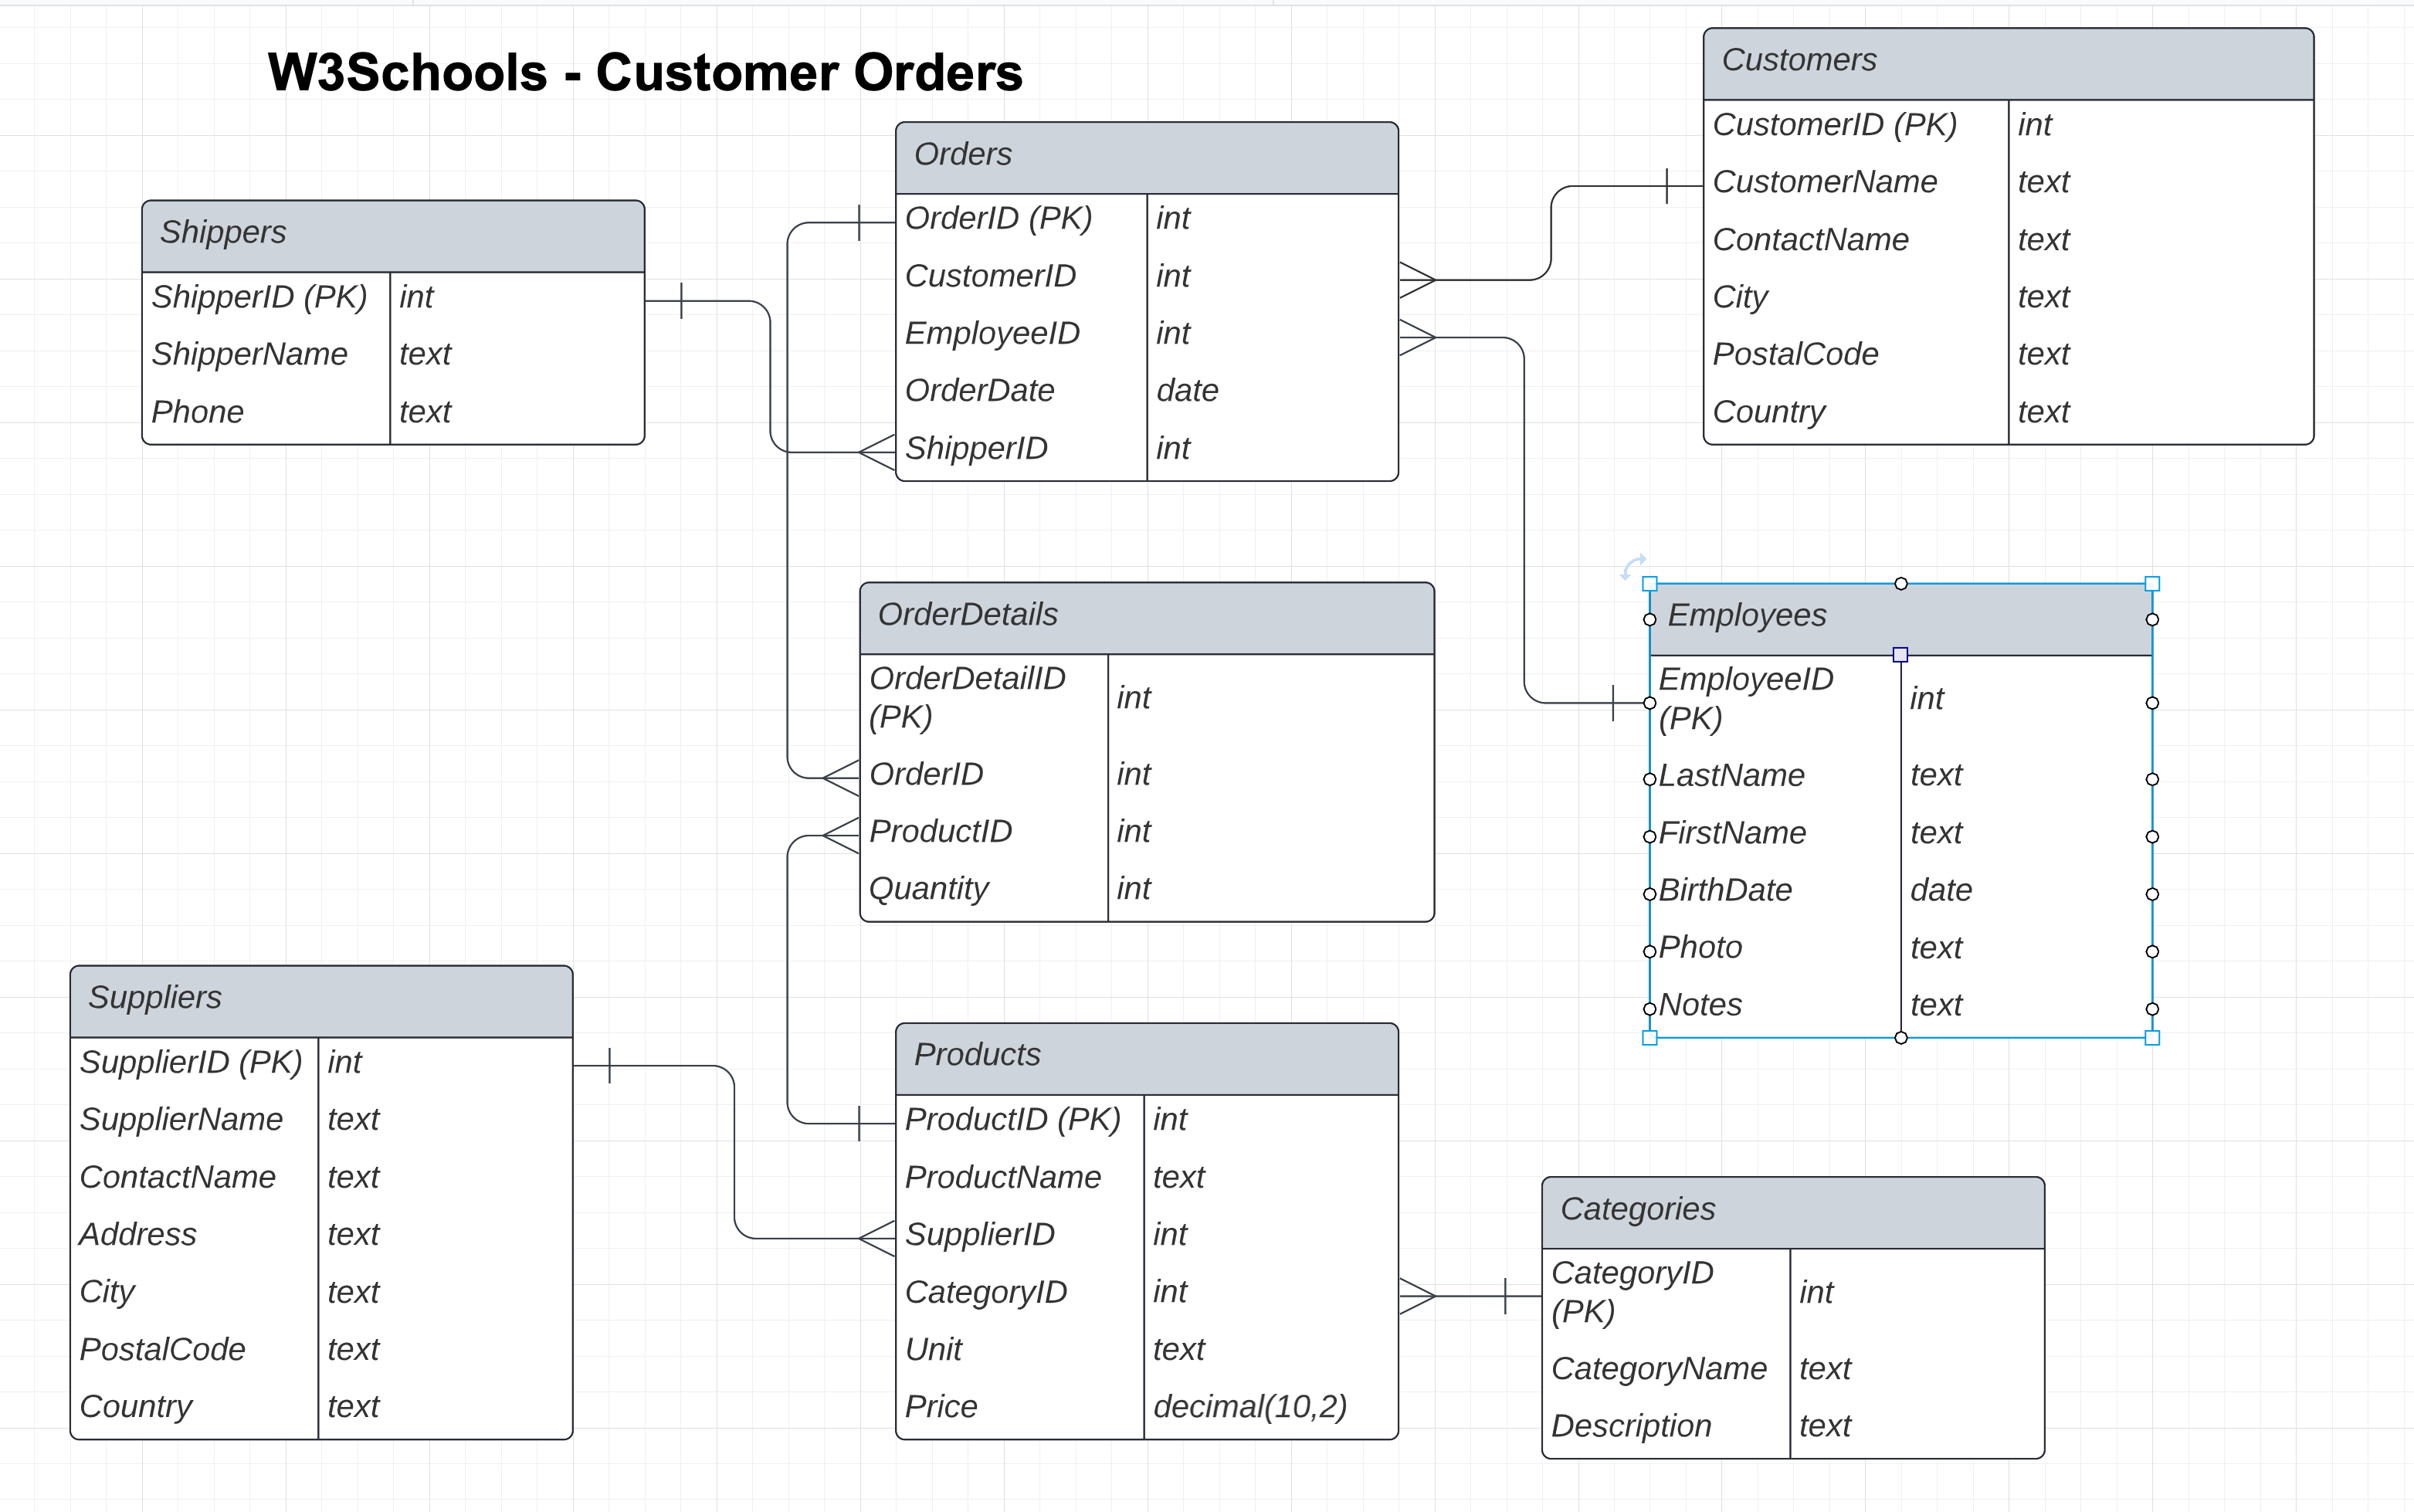 W3Schools - Customer Orders
Customers
CustomerID (PK) int
CustomerName text
ContactName text
City text
PostalCode text
Country text
Orders
OrderID (PK) int
CustomerID int
EmployeeID int
OrderDate date
ShipperID int
Shippers
ShipperID (PK) int
ShipperName text
Phone text
OrderDetails
OrderDetailID
(PK)
int
OrderID int
ProductID int
Quantity int
Employees
EmployeeID
(PK)
int
LastName text
FirstName text
BirthDate date
Photo text
Notes text
Suppliers
SupplierID (PK) int
SupplierName text
ContactName text
Address text
City text
PostalCode text
Country text
Products
ProductID (PK) int
ProductName text
SupplierID int
CategoryID int
Unit text
Price decimal(10,2)
Categories
CategoryID
(PK)
int
CategoryName text
Description text